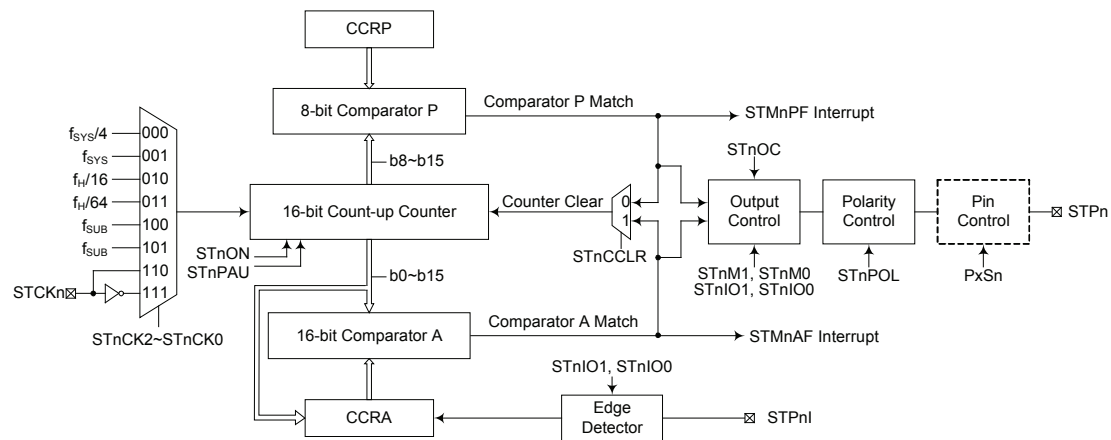 CCRP
8-bit Comparator P
Comparator P Match
STMnPF Interrupt
b8~b15
fSYS/4
fSYS
fH/16
fH/64
fSUB
fSUB
000
001
010
011
100
101
110
111
STCKn
STnCK2~STnCK0
16-bit Count-up Counter
STnON
STnPAU
Counter Clear
0
1
STnCCLR
STnOC
Output
Control
STnM1, STnM0
STnIO1, STnIO0
Polarity
Control
STnPOL
Pin
Control
PxSn
STPn
b0~b15
16-bit Comparator A
Comparator A Match
STMnAF Interrupt
CCRA
STnIO1, STnIO0
Edge
Detector
STPnI